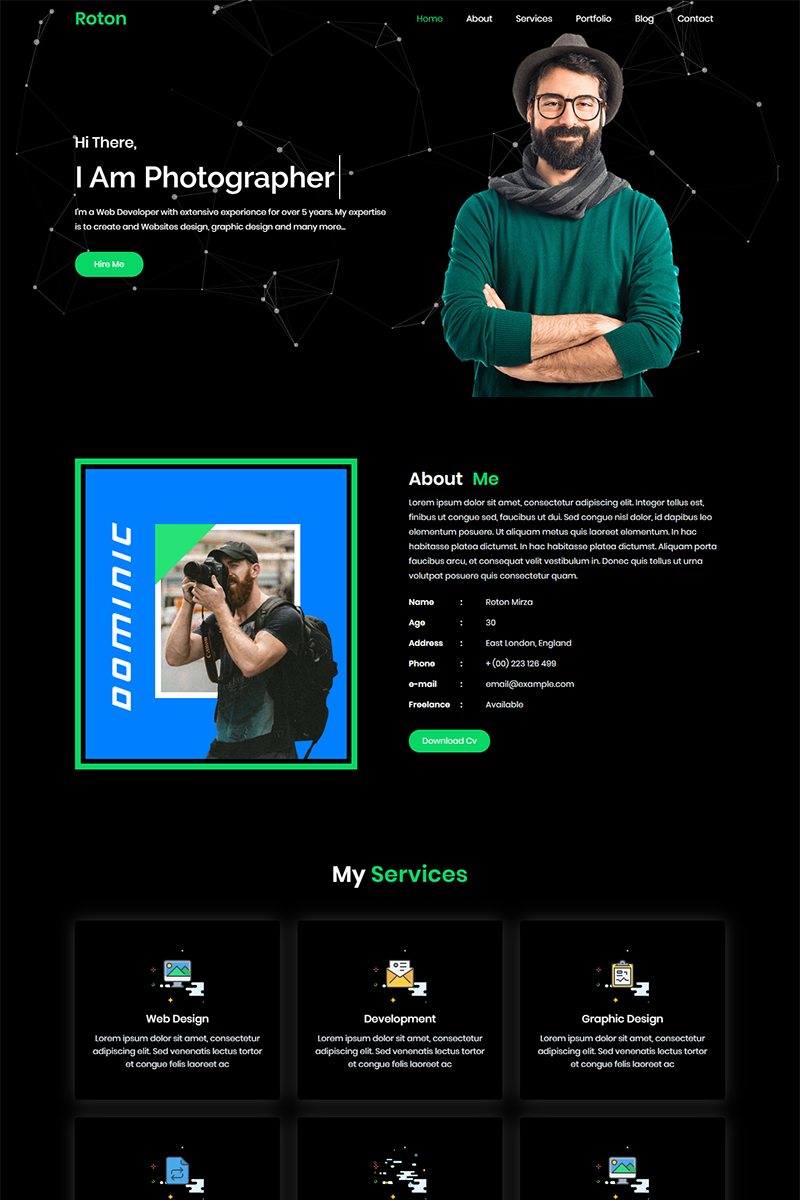 Roton
Home About Services Portfolio Blog Contact
Hi There,
I Am Photographer
I'm a Web Developer with extensive experience for over 5 years. My expertise
is to create and Websites design, graphic design and many more...
Hire Me
DOMINIC
About Me
Lorem ipsum dolor sit amet, consectetur adipiscing elit. Integer tellus est,
finibus ut congue sed, faucibus ut dui. Sed congue nisl dolor, id dapibus leo
elementum posuere. Ut aliquam metus quis laoreet elementum. In hac
habitasse platea dictumst. In hac habitasse platea dictumst. Aliquam porta
faucibus arcu, et consequat velit vestibulum in. Donec quis tellus ut urna
volutpat posuere quis consectetur quam.
Name : Roton Mirza
Age : 30
Address : East London, England
Phone : + (00) 223 126 499
e-mail : email@example.com
Freelance : Available
Download Cv
My Services
Web Design
Lorem ipsum dolor sit amet, consectetur
adipiscing elit. Sed venenatis lectus tortor
et congue felis laoreet ac
Development
Lorem ipsum dolor sit amet, consectetur
adipiscing elit. Sed venenatis lectus tortor
et congue felis laoreet ac
Graphic Design
Lorem ipsum dolor sit amet, consectetur
adipiscing elit. Sed venenatis lectus tortor
et congue felis laoreet ac